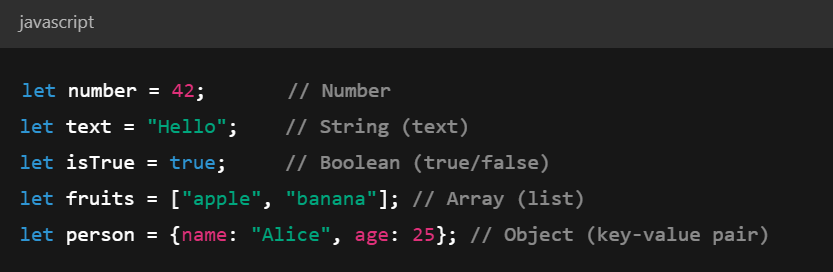 javascript
let number = 42;       // Number
let text = "Hello";    // String (text)
let isTrue = true;     // Boolean (true/false)
let fruits = ["apple", "banana"]; // Array (list)
let person = {name: "Alice", age: 25}; // Object (key-value pair)